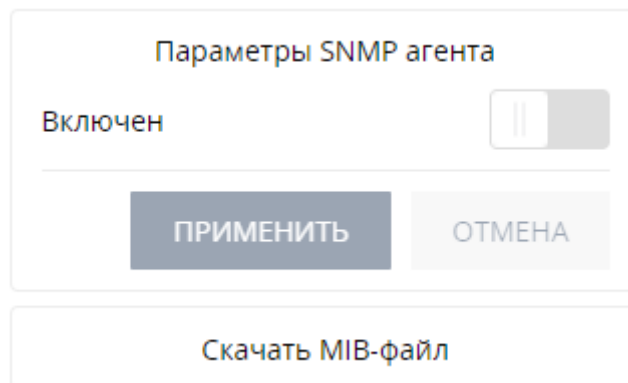 Параметры SNMP агента
Включен
ПРИМЕНИТЬ ОТМЕНА
Скачать MIB-файл